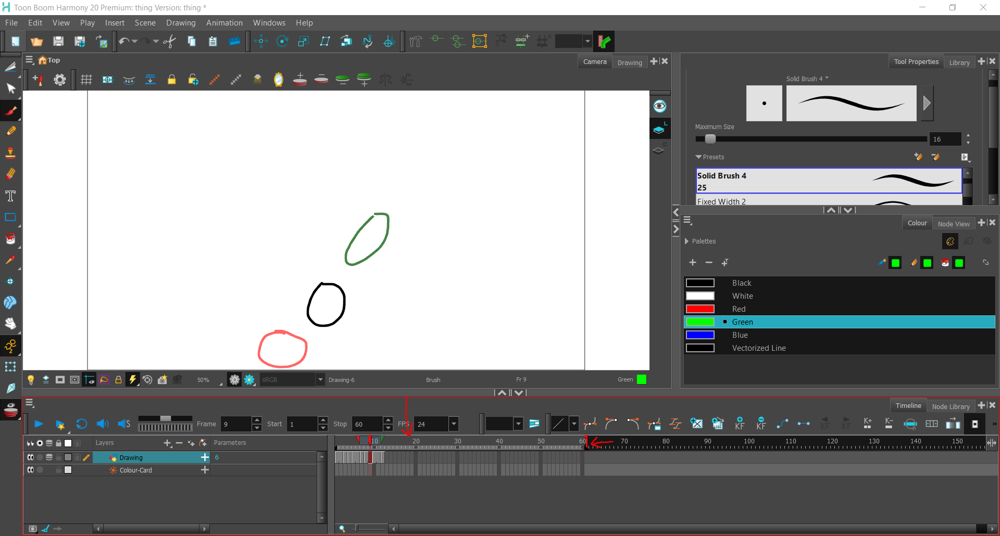 Toon Boom Harmony 20 Premium: thing Version: thing *
File Edit View Play Insert Scene Drawing Animation Windows Help
Top
Camera Drawing
Tool Properties Library
Solid Brush 4 *
Maximum Size
16
Presets
Solid Brush 4
25
Fixed Width 2
Colour Node View
Palettes
Black
White
Red
Green
Blue
Vectorized Line
50% sRGB Drawing-6 Brush Fr 9 Green
Timeline Node Library
Frame 9 Start 1 Stop 60 FPS 24
KF KF KF KF K+ K-
Layers Parameters
10 20 30 40 50 60 70 80 90 100 110 120 130 140 150
Drawing 6
Colour-Card